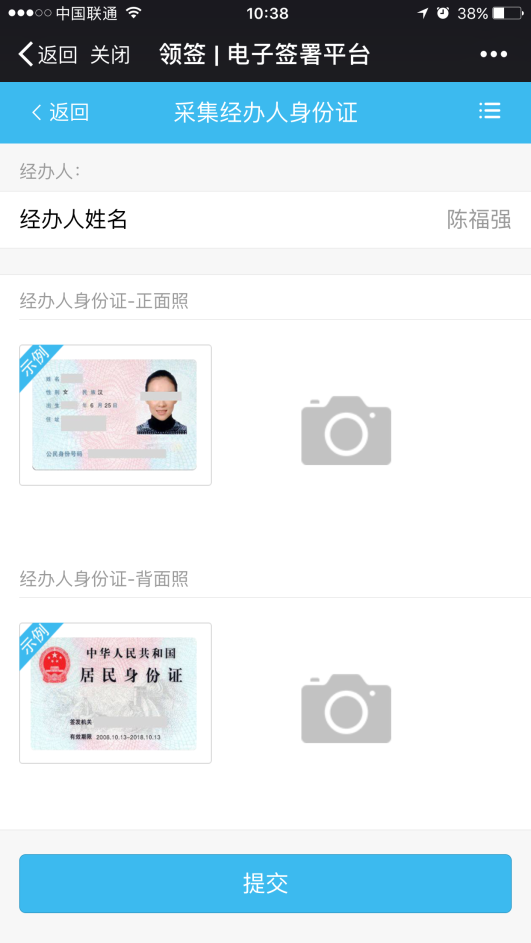 中国联通 10:38 38%
返回 关闭 领签 | 电子签署平台
返回 采集经办人身份证
经办人:
经办人姓名 陈福强
经办人身份证-正面照
示例
姓名
性别 女 民族 汉
出生 年 6 月 25 日
住址
公民身份号码
经办人身份证-背面照
示例
中华人民共和国
居民身份证
签发机关
有效期限 2008.10.13-2018.10.13
提交